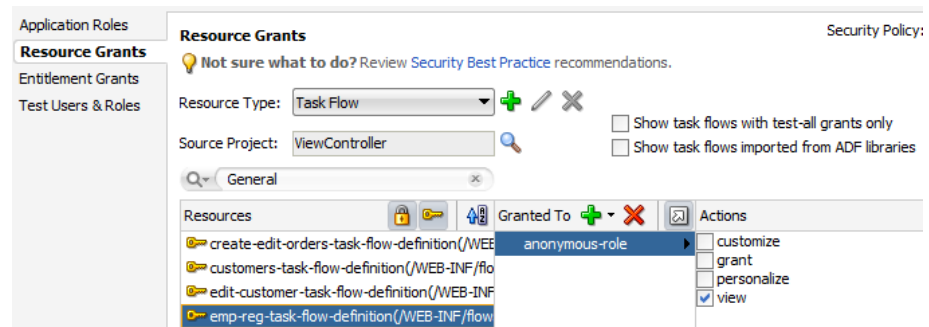 Application Roles
Resource Grants
Entitlement Grants
Test Users & Roles
Resource Grants
Security Policy:
Not sure what to do? Review Security Best Practice recommendations.
Resource Type: Task Flow
Show task flows with test-all grants only
Source Project: ViewController
Show task flows imported from ADF libraries
General
Resources
Granted To
Actions
create-edit-orders-task-flow-definition(/WEB
customers-task-flow-definition(/WEB-INF/flo
edit-customer-task-flow-definition(/WEB-INF
emp-reg-task-flow-definition(/WEB-INF/flow
anonymous-role
customize
grant
personalize
view